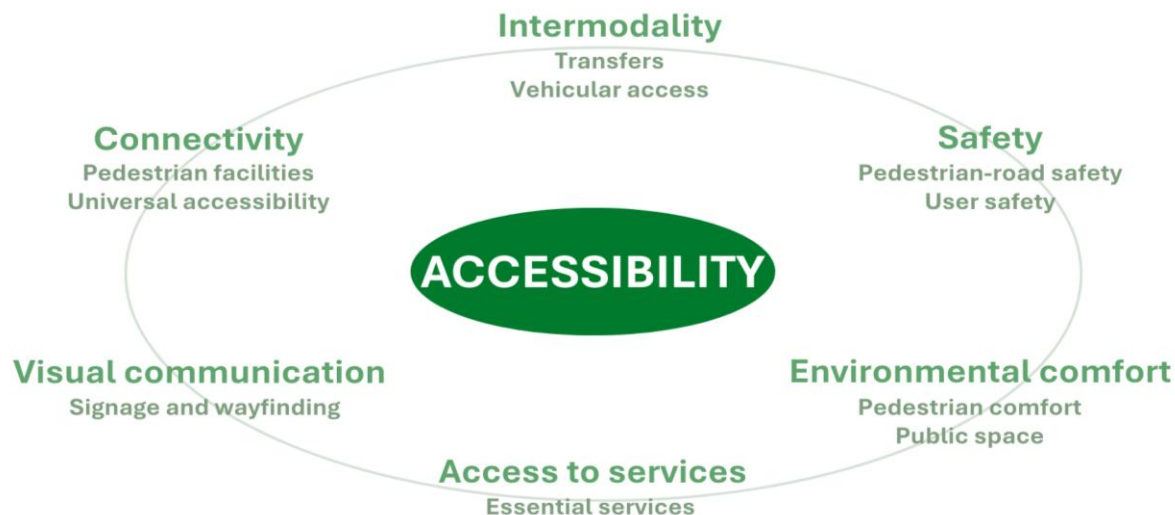 Intermodality
Transfers
Vehicular access
Connectivity
Pedestrian facilities
Universal accessibility
Safety
Pedestrian-road safety
User safety
ACCESSIBILITY
Visual communication
Signage and wayfinding
Environmental comfort
Pedestrian comfort
Public space
Access to services
Essential services